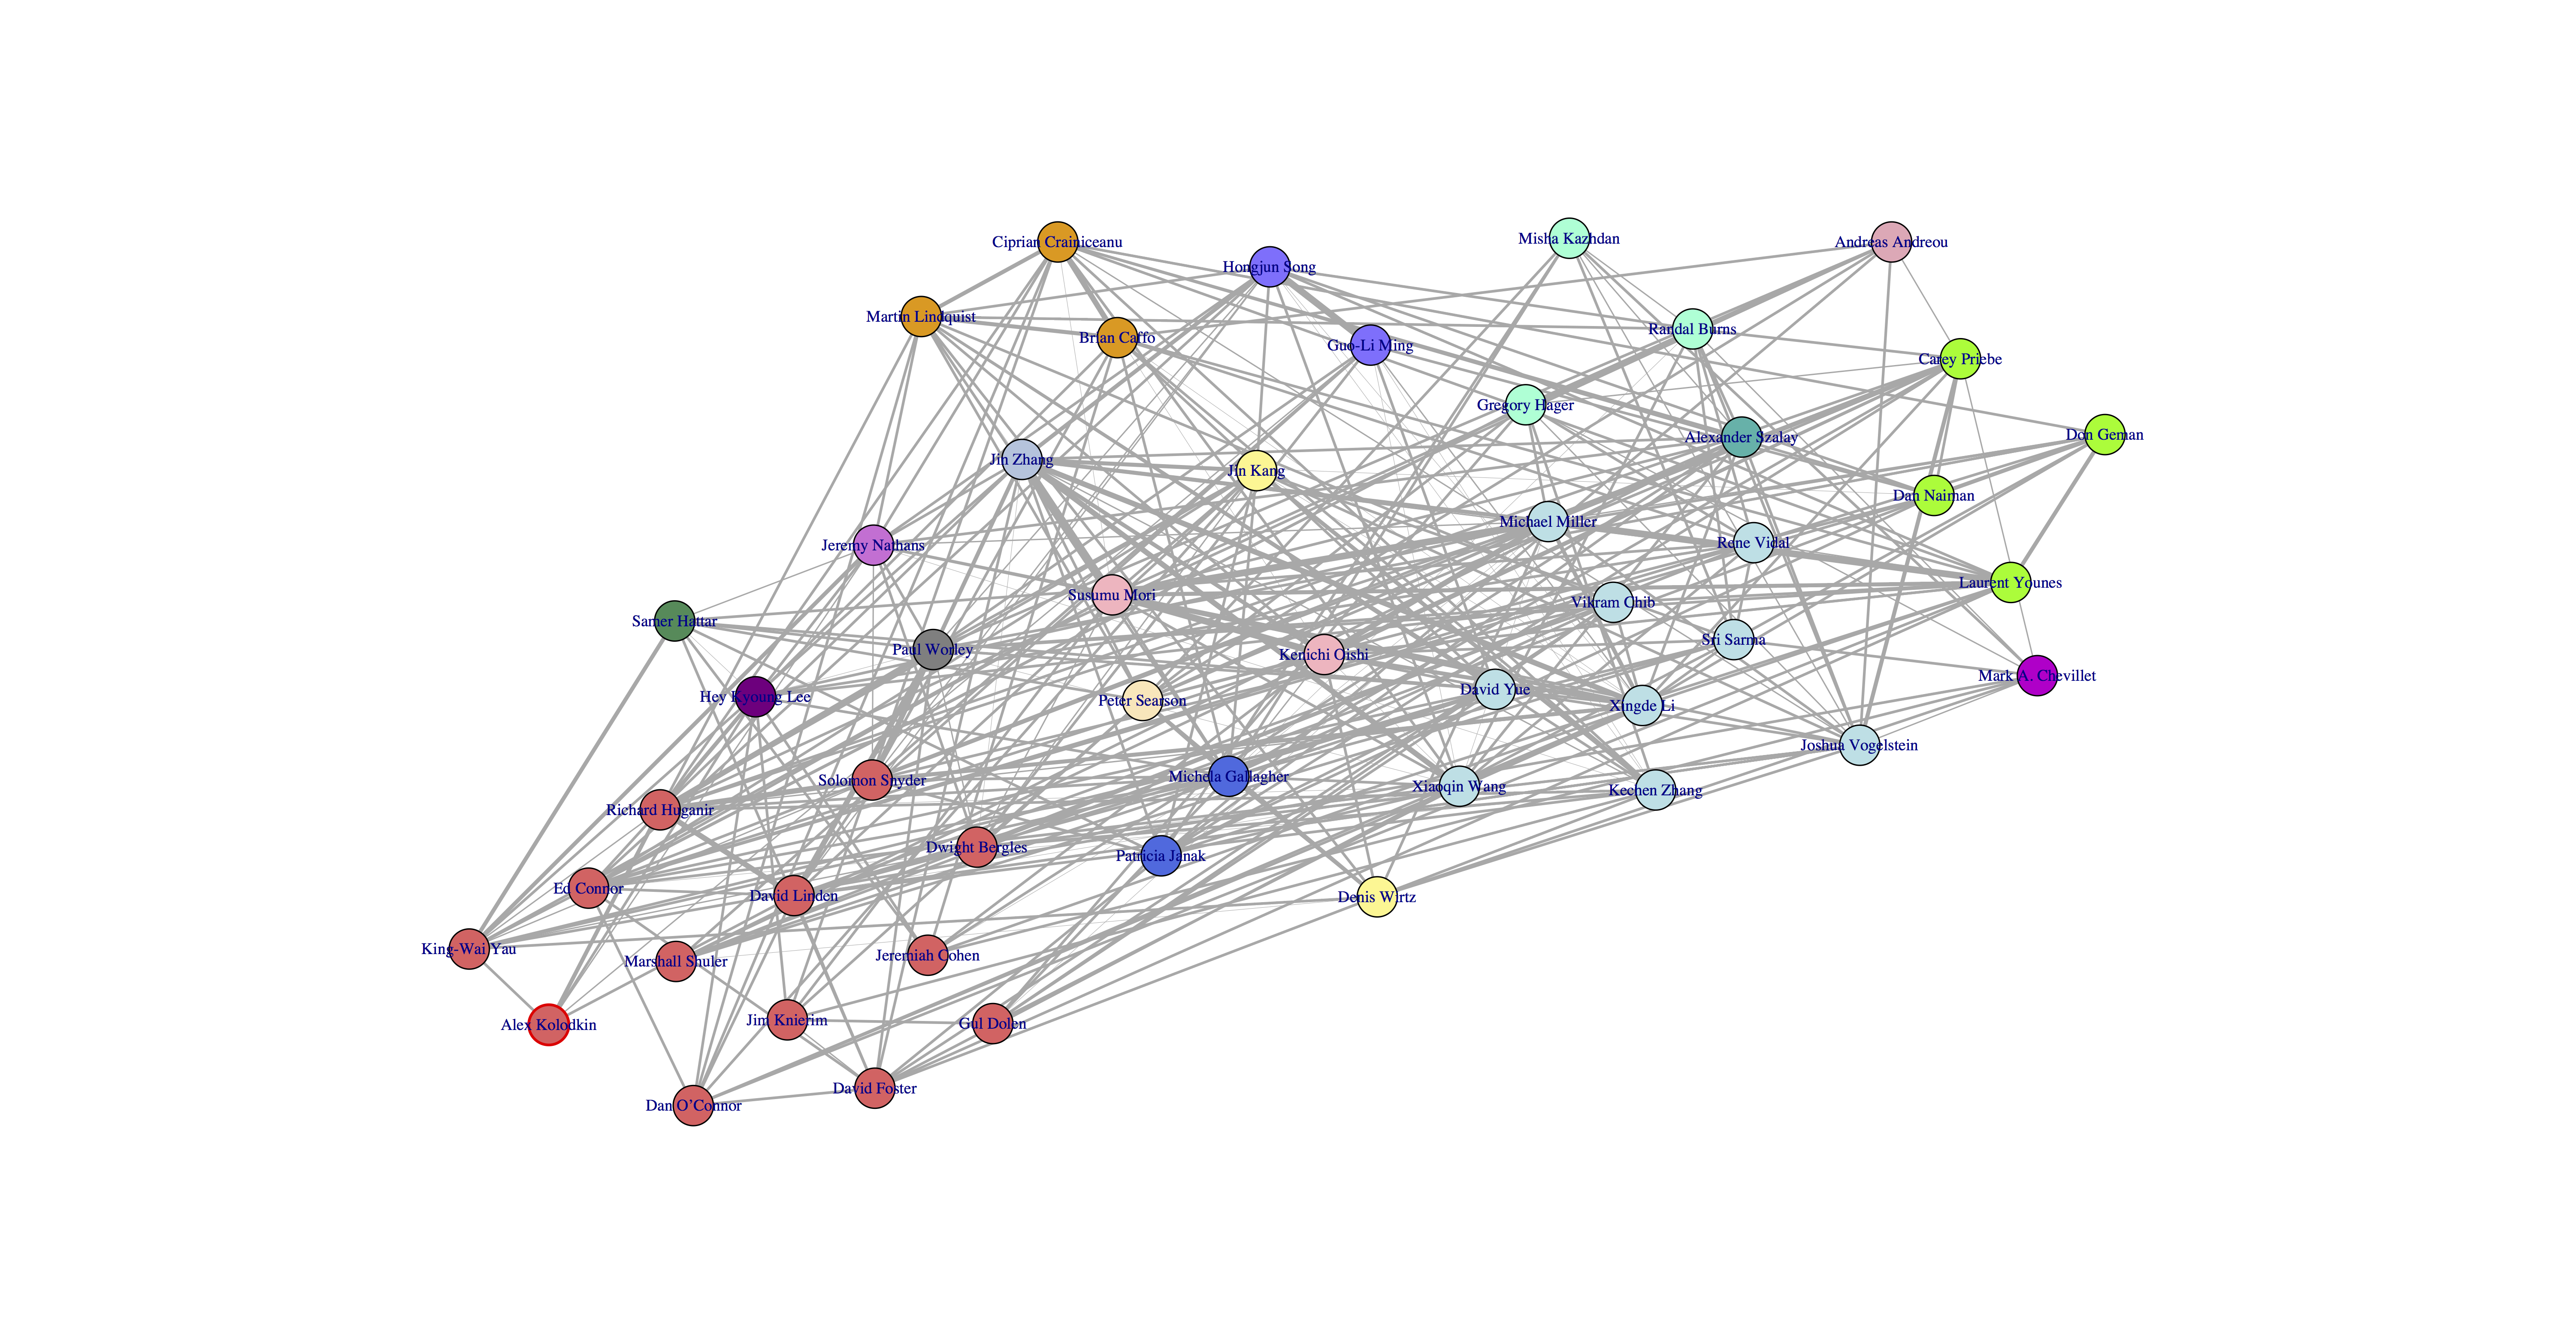 Ciprian Crainiceanu
Misha Kazhdan
Andreas Andreou
Hongjun Song
Martin Lindquist
Brian Caffo
Guo-Li Ming
Randal Burns
Carey Priebe
Gregory Hager
Alexander Szalay
Don Geman
Jin Zhang
Jin Kang
Dan Naiman
Michael Miller
Jeremy Nathans
Rene Vidal
Laurent Younes
Susumu Mori
Vikram Chib
Samer Hattar
Sri Sarma
Paul Worley
Kenichi Oishi
Mark A. Chevillet
Hey Kyoung Lee
Peter Searson
David Yue
Xingde Li
Joshua Vogelstein
Solomon Snyder
Michela Gallagher
Xiaoqin Wang
Kechen Zhang
Richard Huganir
Dwight Bergles
Patricia Janak
Ed Connor
David Linden
Denis Wirtz
King-Wai Yau
Marshall Shuler
Jeremiah Cohen
Alex Kolodkin
Jim Knierim
Gul Dolen
David Foster
Dan O'Connor